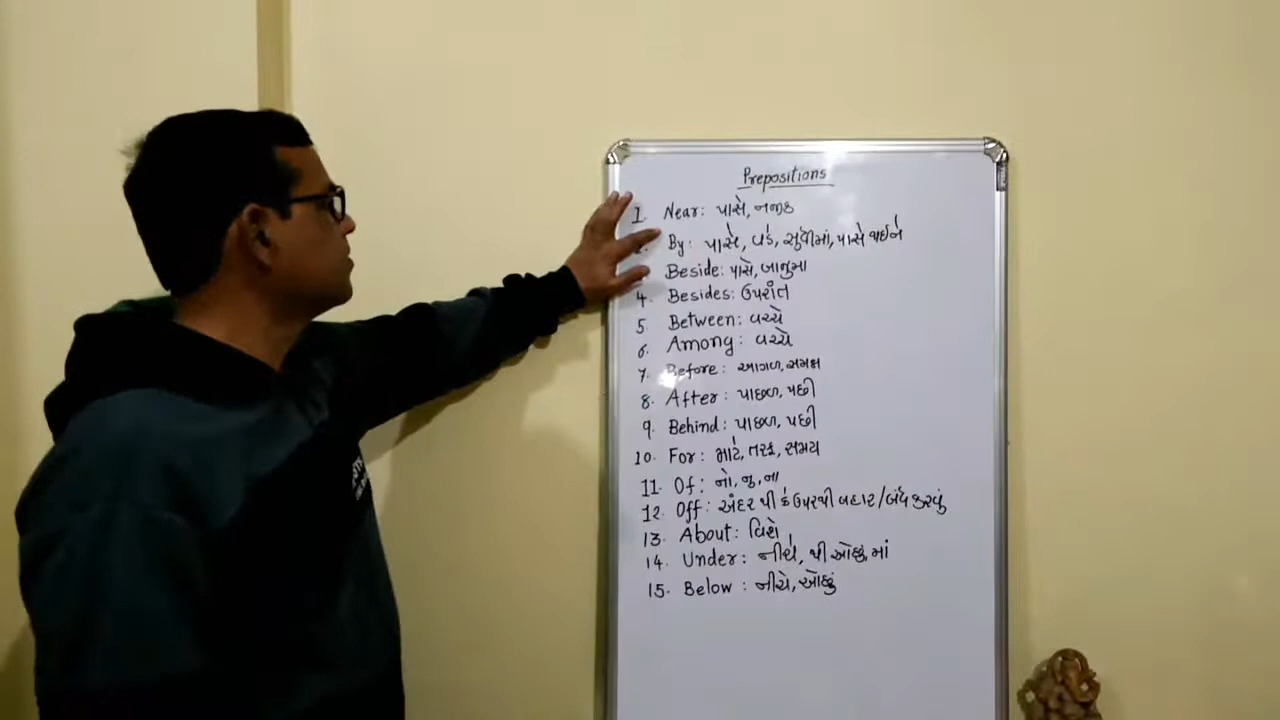 Prepositions
1. Near: પાસે, નજીક
2. By: પાસે, વડે, સુધીમાં, પાસે થઈને
Beside: પાસે, બાજુમા
4. Besides: ઉપરાંત
5. Between: વચ્ચે
6. Among: વચ્ચે
7. Before: આગળ, સમક્ષ
8. After: પાછળ, પછી
9. Behind: પાછળ, પછી
10. For: માટે, તરફ, સમય
11. Of: નો, નુ, ના
12. Off: અંદર થી કે ઉપરથી બહાર/બંધ કરવું
13. About: વિશે
14. Under: નીચે, થી ઓછુ, માં
15. Below: નીચે, ઓછું